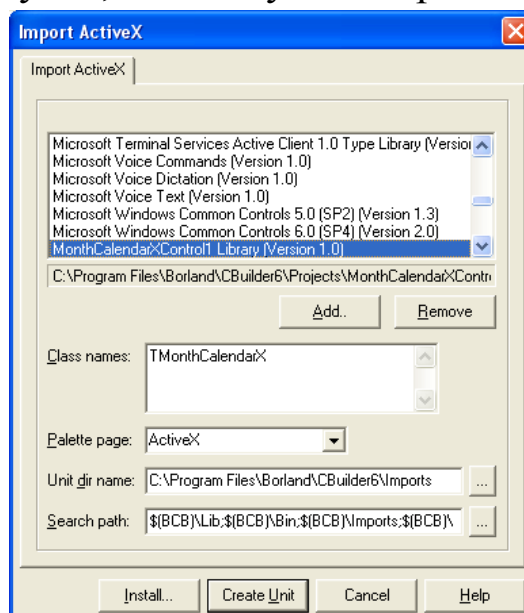 Import ActiveX
Import ActiveX
Microsoft Terminal Services Active Client 1.0 Type Library (Version
Microsoft Voice Commands (Version 1.0)
Microsoft Voice Dictation (Version 1.0)
Microsoft Voice Text (Version 1.0)
Microsoft Windows Common Controls 5.0 (SP2) (Version 1.3)
Microsoft Windows Common Controls 6.0 (SP4) (Version 2.0)
MonthCalendarXControl1 Library (Version 1.0)
C:\Program Files\Borland\CBuilder6\Projects\MonthCalendarXContr
Add.. Remove
Class names: TMonthCalendarX
Palette page: ActiveX
Unit dir name: C:\Program Files\Borland\CBuilder6\Imports ...
Search path: $(BCB)\Lib;$(BCB)\Bin;$(BCB)\Imports;$(BCB)\ ...
Install... Create Unit Cancel Help